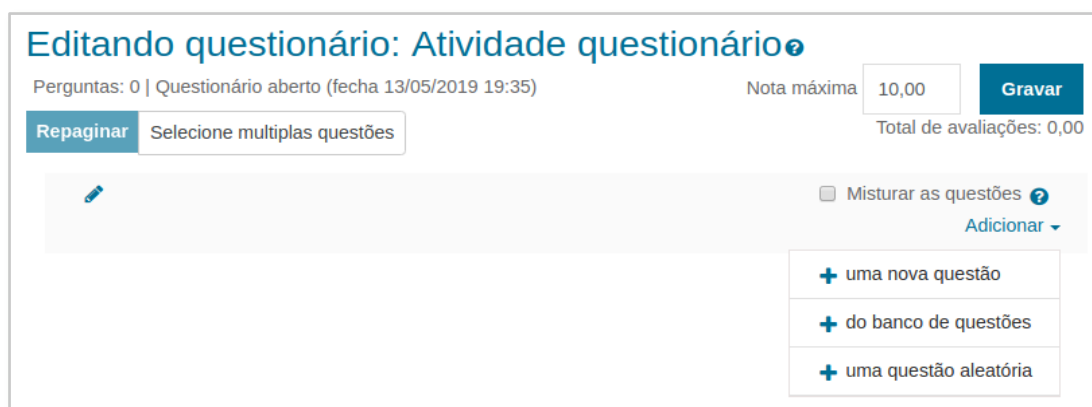 Editando questionário: Atividade questionário
Perguntas: 0 | Questionário aberto (fecha 13/05/2019 19:35)
Nota máxima 10,00 Gravar
Repaginar Selecione multiplas questões
Total de avaliações: 0,00
Misturar as questões
Adicionar
uma nova questão
do banco de questões
uma questão aleatória